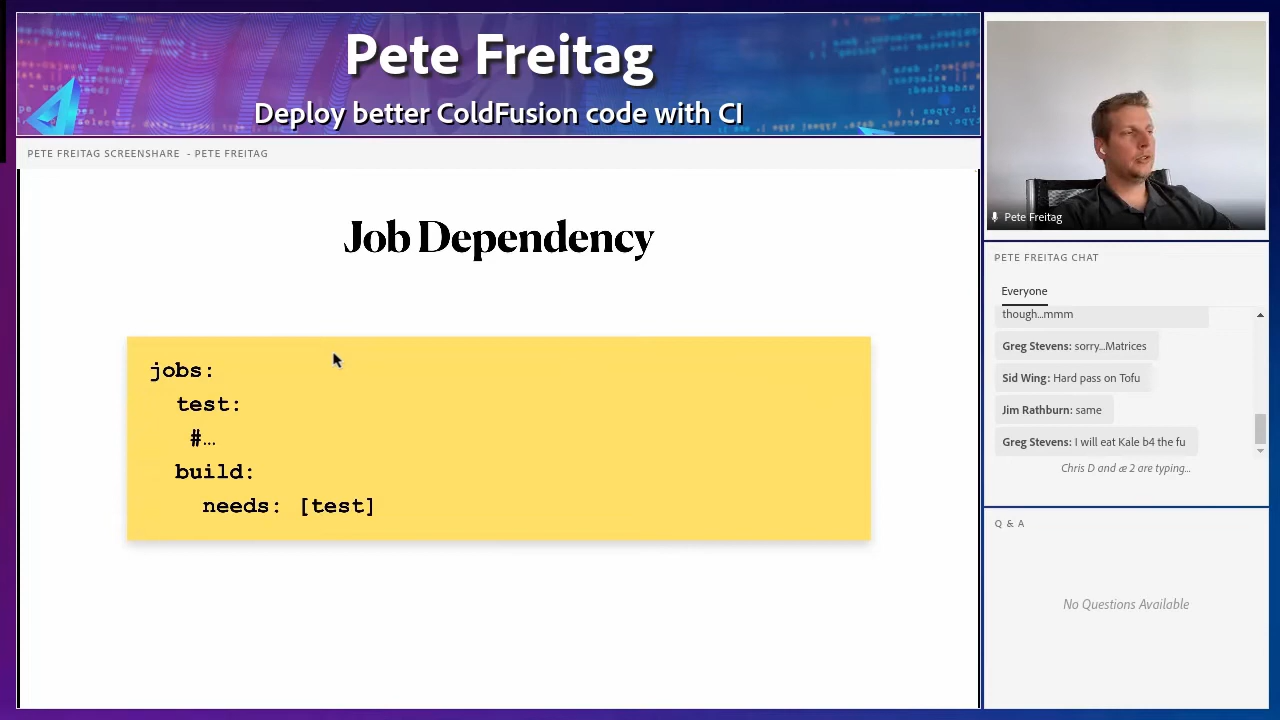 Pete Freitag
Deploy better ColdFusion code with CI
PETE FREITAG SCREENSHARE - PETE FREITAG
Job Dependency
jobs:
test:
#...
build:
needs: [test]
Pete Freitag
PETE FREITAG CHAT
Everyone
though...mmm
Greg Stevens: sorry...Matrices
Sid Wing: Hard pass on Tofu
Jim Rathburn: same
Greg Stevens: I will eat Kale b4 the fu
Chris D and æ 2 are typing...
Q & A
No Questions Available